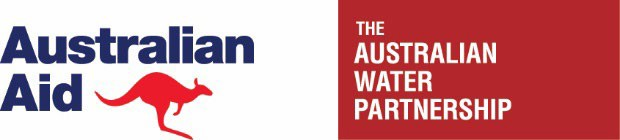 Australian
Aid
THE
AUSTRALIAN
WATER
PARTNERSHIP